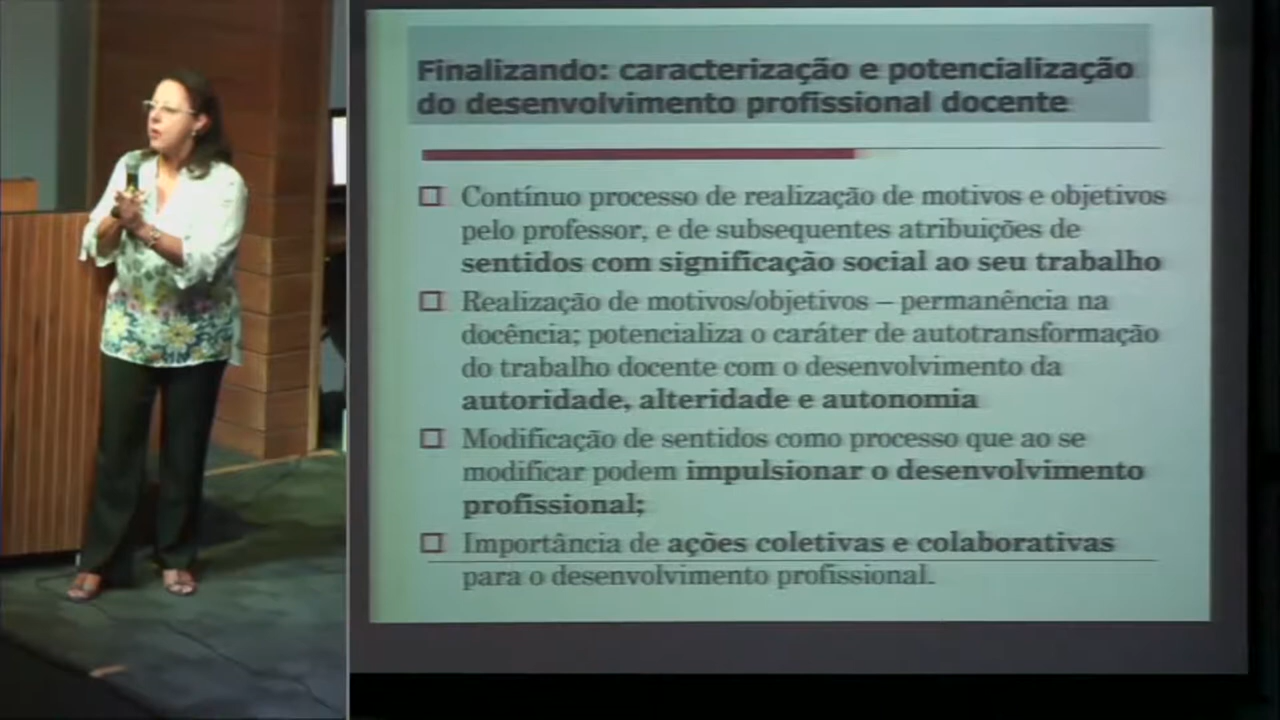 Finalizando: caracterização e potencialização
do desenvolvimento profissional docente
Contínuo processo de realização de motivos e objetivos
pelo professor, e de subsequentes atribuições de
sentidos com significação social ao seu trabalho
Realização de motivos/objetivos – permanência na
docência; potencializa o caráter de autotransformação
do trabalho docente com o desenvolvimento da
autoridade, alteridade e autonomia
Modificação de sentidos como processo que ao se
modificar podem impulsionar o desenvolvimento
profissional;
Importância de ações coletivas e colaborativas
para o desenvolvimento profissional.